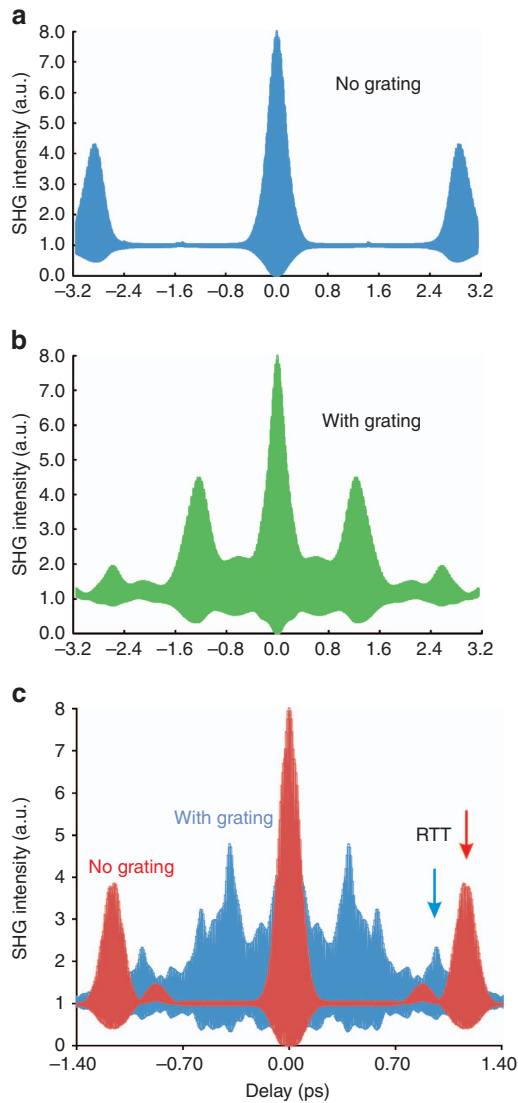 a
SHG intensity (a.u.)
8.0
7.0
6.0
5.0
4.0
3.0
2.0
1.0
0.0
No grating
−3.2 −2.4 −1.6 −0.8 0.0 0.8 1.6 2.4 3.2
b
SHG intensity (a.u.)
8.0
7.0
6.0
5.0
4.0
3.0
2.0
1.0
0.0
With grating
−3.2 −2.4 −1.6 −0.8 0.0 0.8 1.6 2.4 3.2
c
SHG intensity (a.u.)
8
7
6
5
4
3
2
1
0
With grating
RTT
No grating
−1.40 −0.70 0.00 0.70 1.40
Delay (ps)